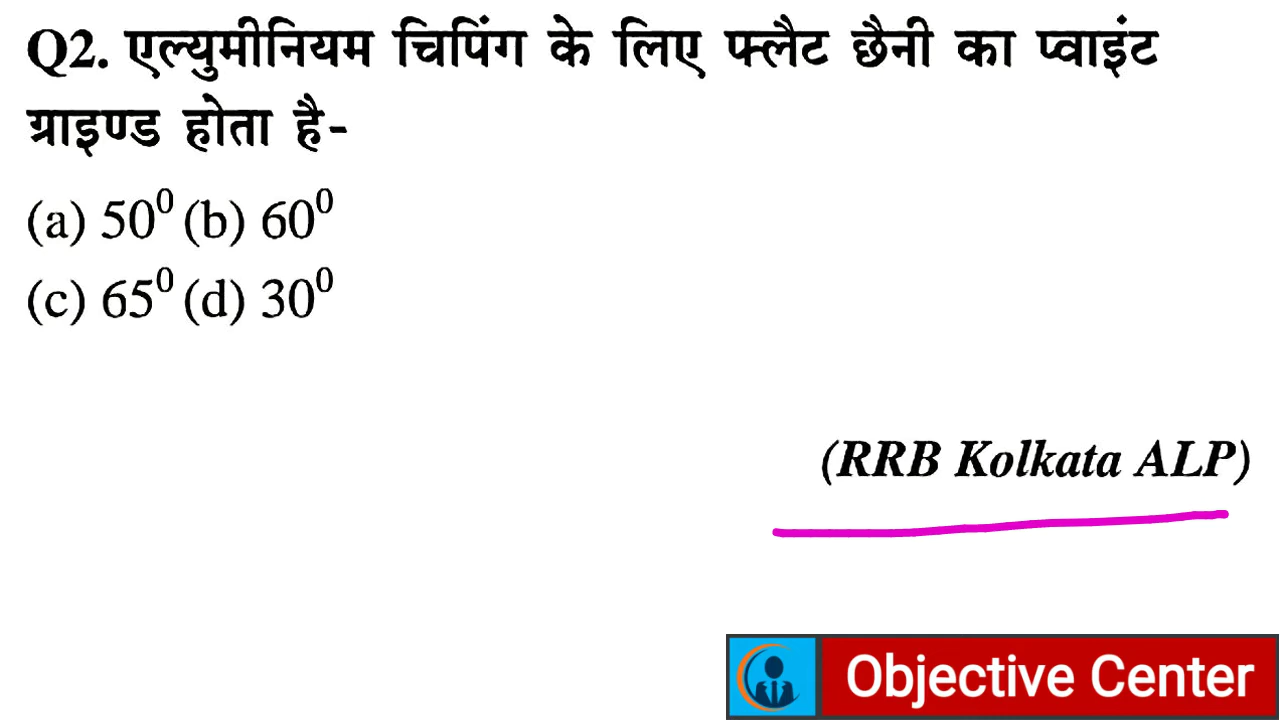 Q2. एल्युमीनियम चिपिंग के लिए फ्लैट छैनी का प्वाइंट
ग्राइण्ड होता है-
(a) 50⁰ (b) 60⁰
(c) 65⁰ (d) 30⁰
(RRB Kolkata ALP)
Objective Center